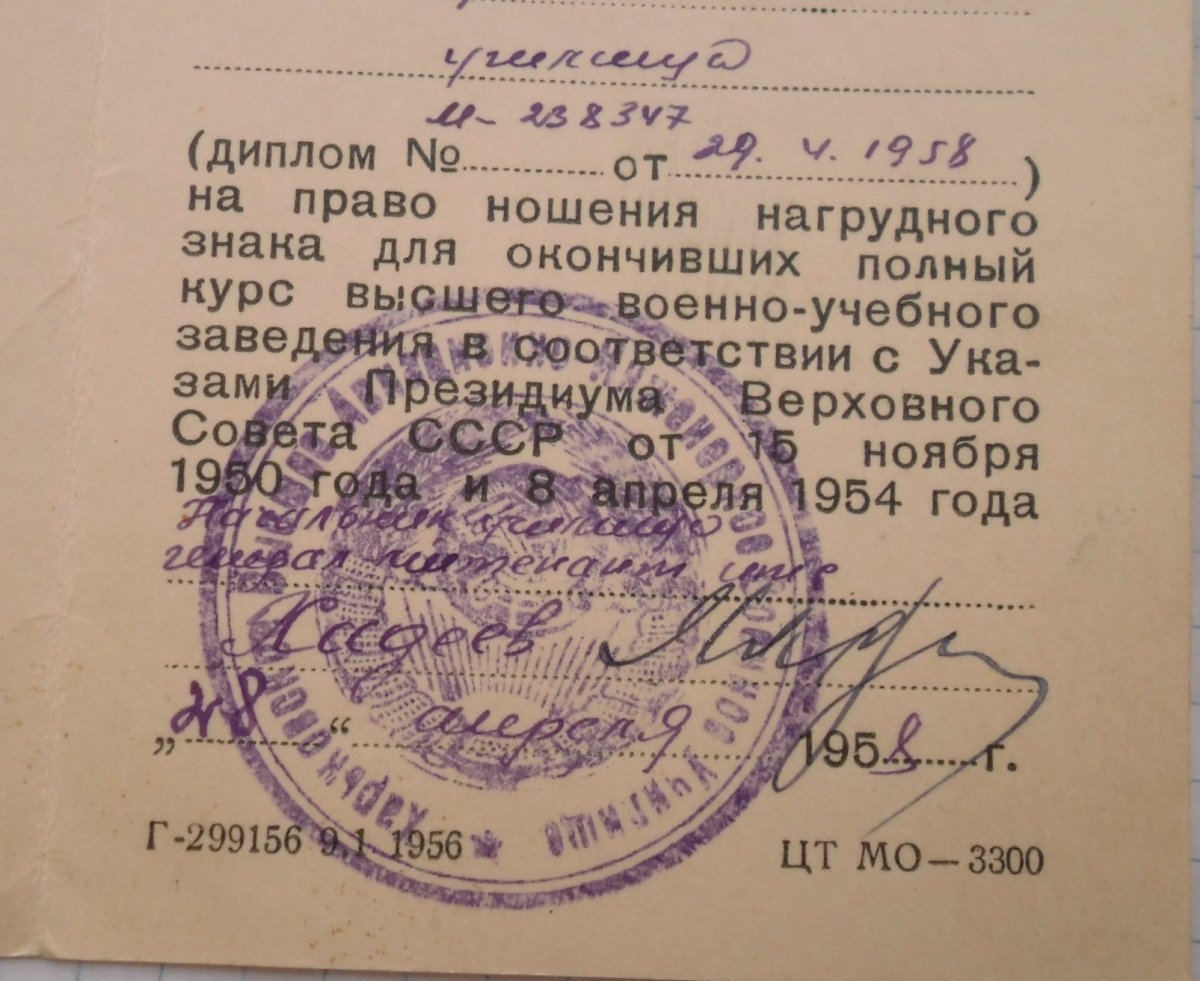 училища
М- 238347 29. 4. 1958
(диплом № от )
на право ношения нагрудного
знака для окончивших полный
курс высшего военно-учебного
заведения в соответствии с Ука-
зами Президиума Верховного
Совета СССР от 15 ноября
1950 года и 8 апреля 1954 года
Начальник училища
генерал лейтенант
Хадеев
„28“ апреля 1958 г.
Г-299156 9.1.1956 ЦТ МО—3300
Харьковское училище